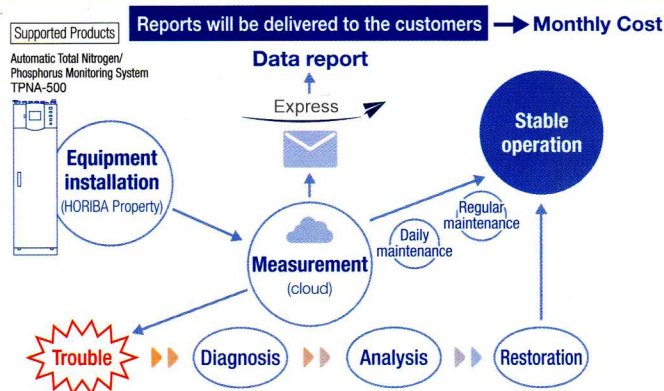 Reports will be delivered to the customers
Monthly Cost
Supported Products
Automatic Total Nitrogen/
Phosphorus Monitoring System
TPNA-500
Data report
Express
Stable
operation
Equipment
installation
(HORIBA Property)
Regular
maintenance
Daily
maintenance
Measurement
(cloud)
Trouble
Diagnosis
Analysis
Restoration